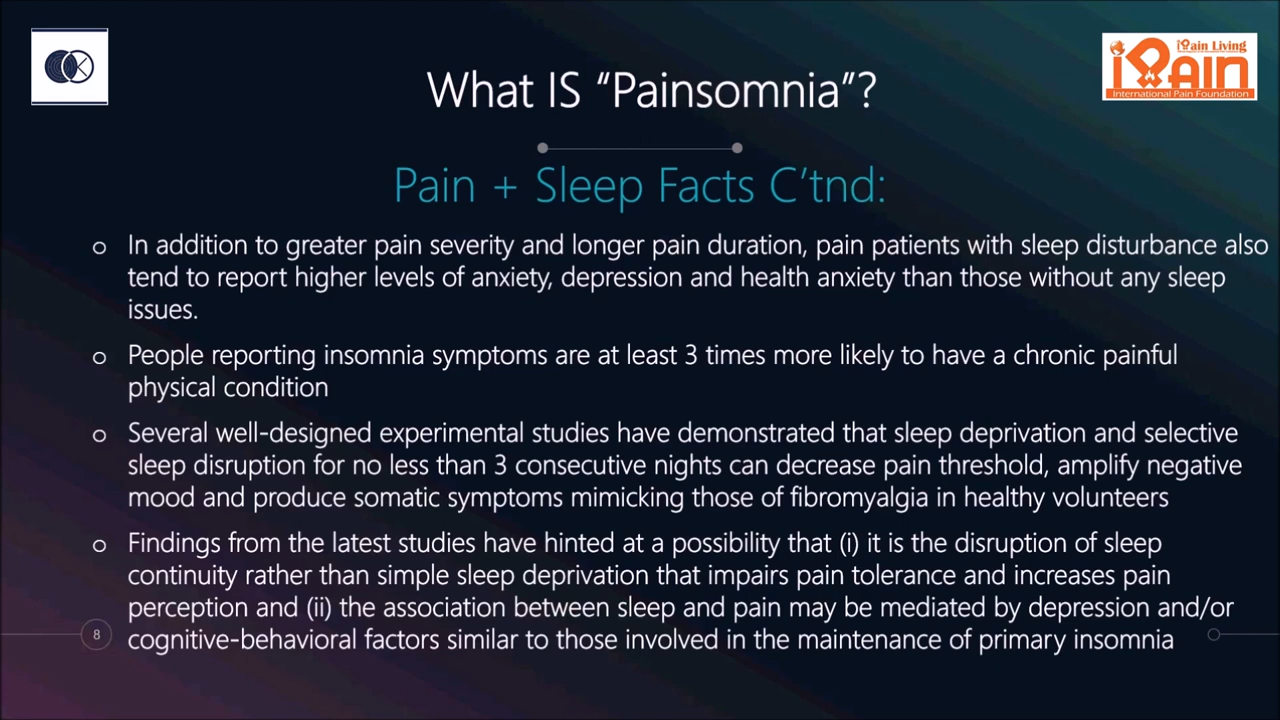 iPain Living
iPain
International Pain Foundation
What IS “Painsomnia”?
Pain + Sleep Facts C’tnd:
o In addition to greater pain severity and longer pain duration, pain patients with sleep disturbance also
tend to report higher levels of anxiety, depression and health anxiety than those without any sleep
issues.
o People reporting insomnia symptoms are at least 3 times more likely to have a chronic painful
physical condition
o Several well-designed experimental studies have demonstrated that sleep deprivation and selective
sleep disruption for no less than 3 consecutive nights can decrease pain threshold, amplify negative
mood and produce somatic symptoms mimicking those of fibromyalgia in healthy volunteers
o Findings from the latest studies have hinted at a possibility that (i) it is the disruption of sleep
continuity rather than simple sleep deprivation that impairs pain tolerance and increases pain
perception and (ii) the association between sleep and pain may be mediated by depression and/or
cognitive-behavioral factors similar to those involved in the maintenance of primary insomnia
8